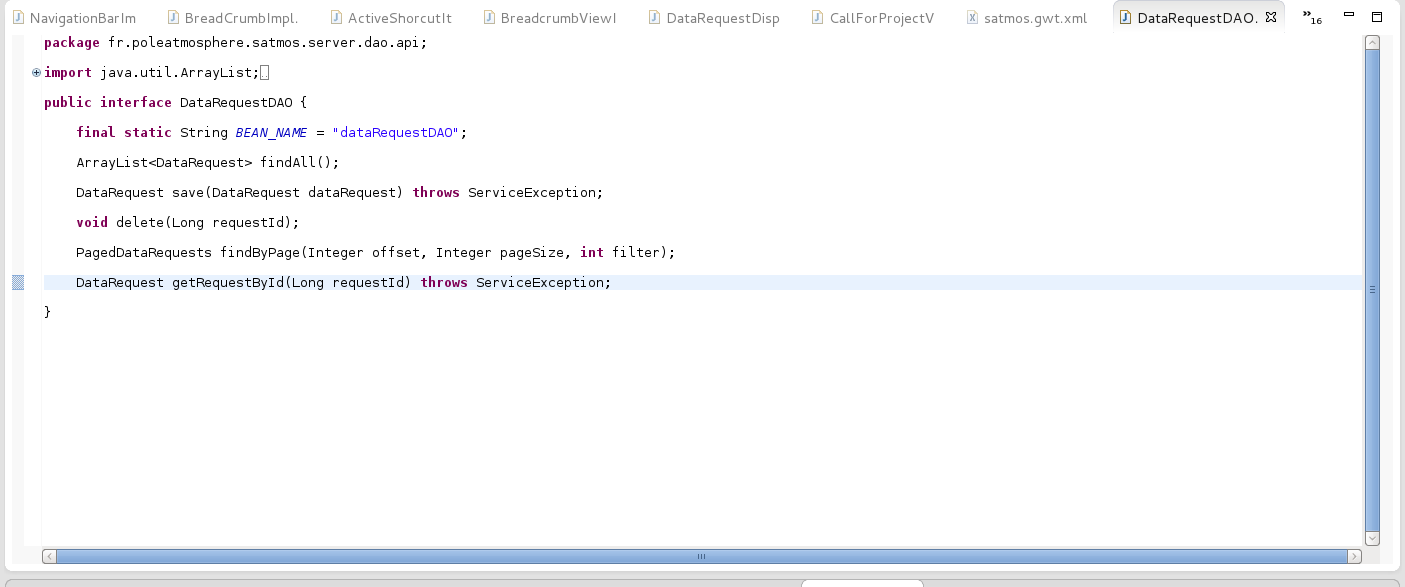 NavigationBarIm BreadCrumbImpl. ActiveShorcutIt BreadcrumbViewI DataRequestDisp CallForProjectV satmos.gwt.xml DataRequestDAO. »16
package fr.poleatmosphere.satmos.server.dao.api;
import java.util.ArrayList;
public interface DataRequestDAO {
final static String BEAN_NAME = "dataRequestDAO";
ArrayList<DataRequest> findAll();
DataRequest save(DataRequest dataRequest) throws ServiceException;
void delete(Long requestId);
PagedDataRequests findByPage(Integer offset, Integer pageSize, int filter);
DataRequest getRequestById(Long requestId) throws ServiceException;
}